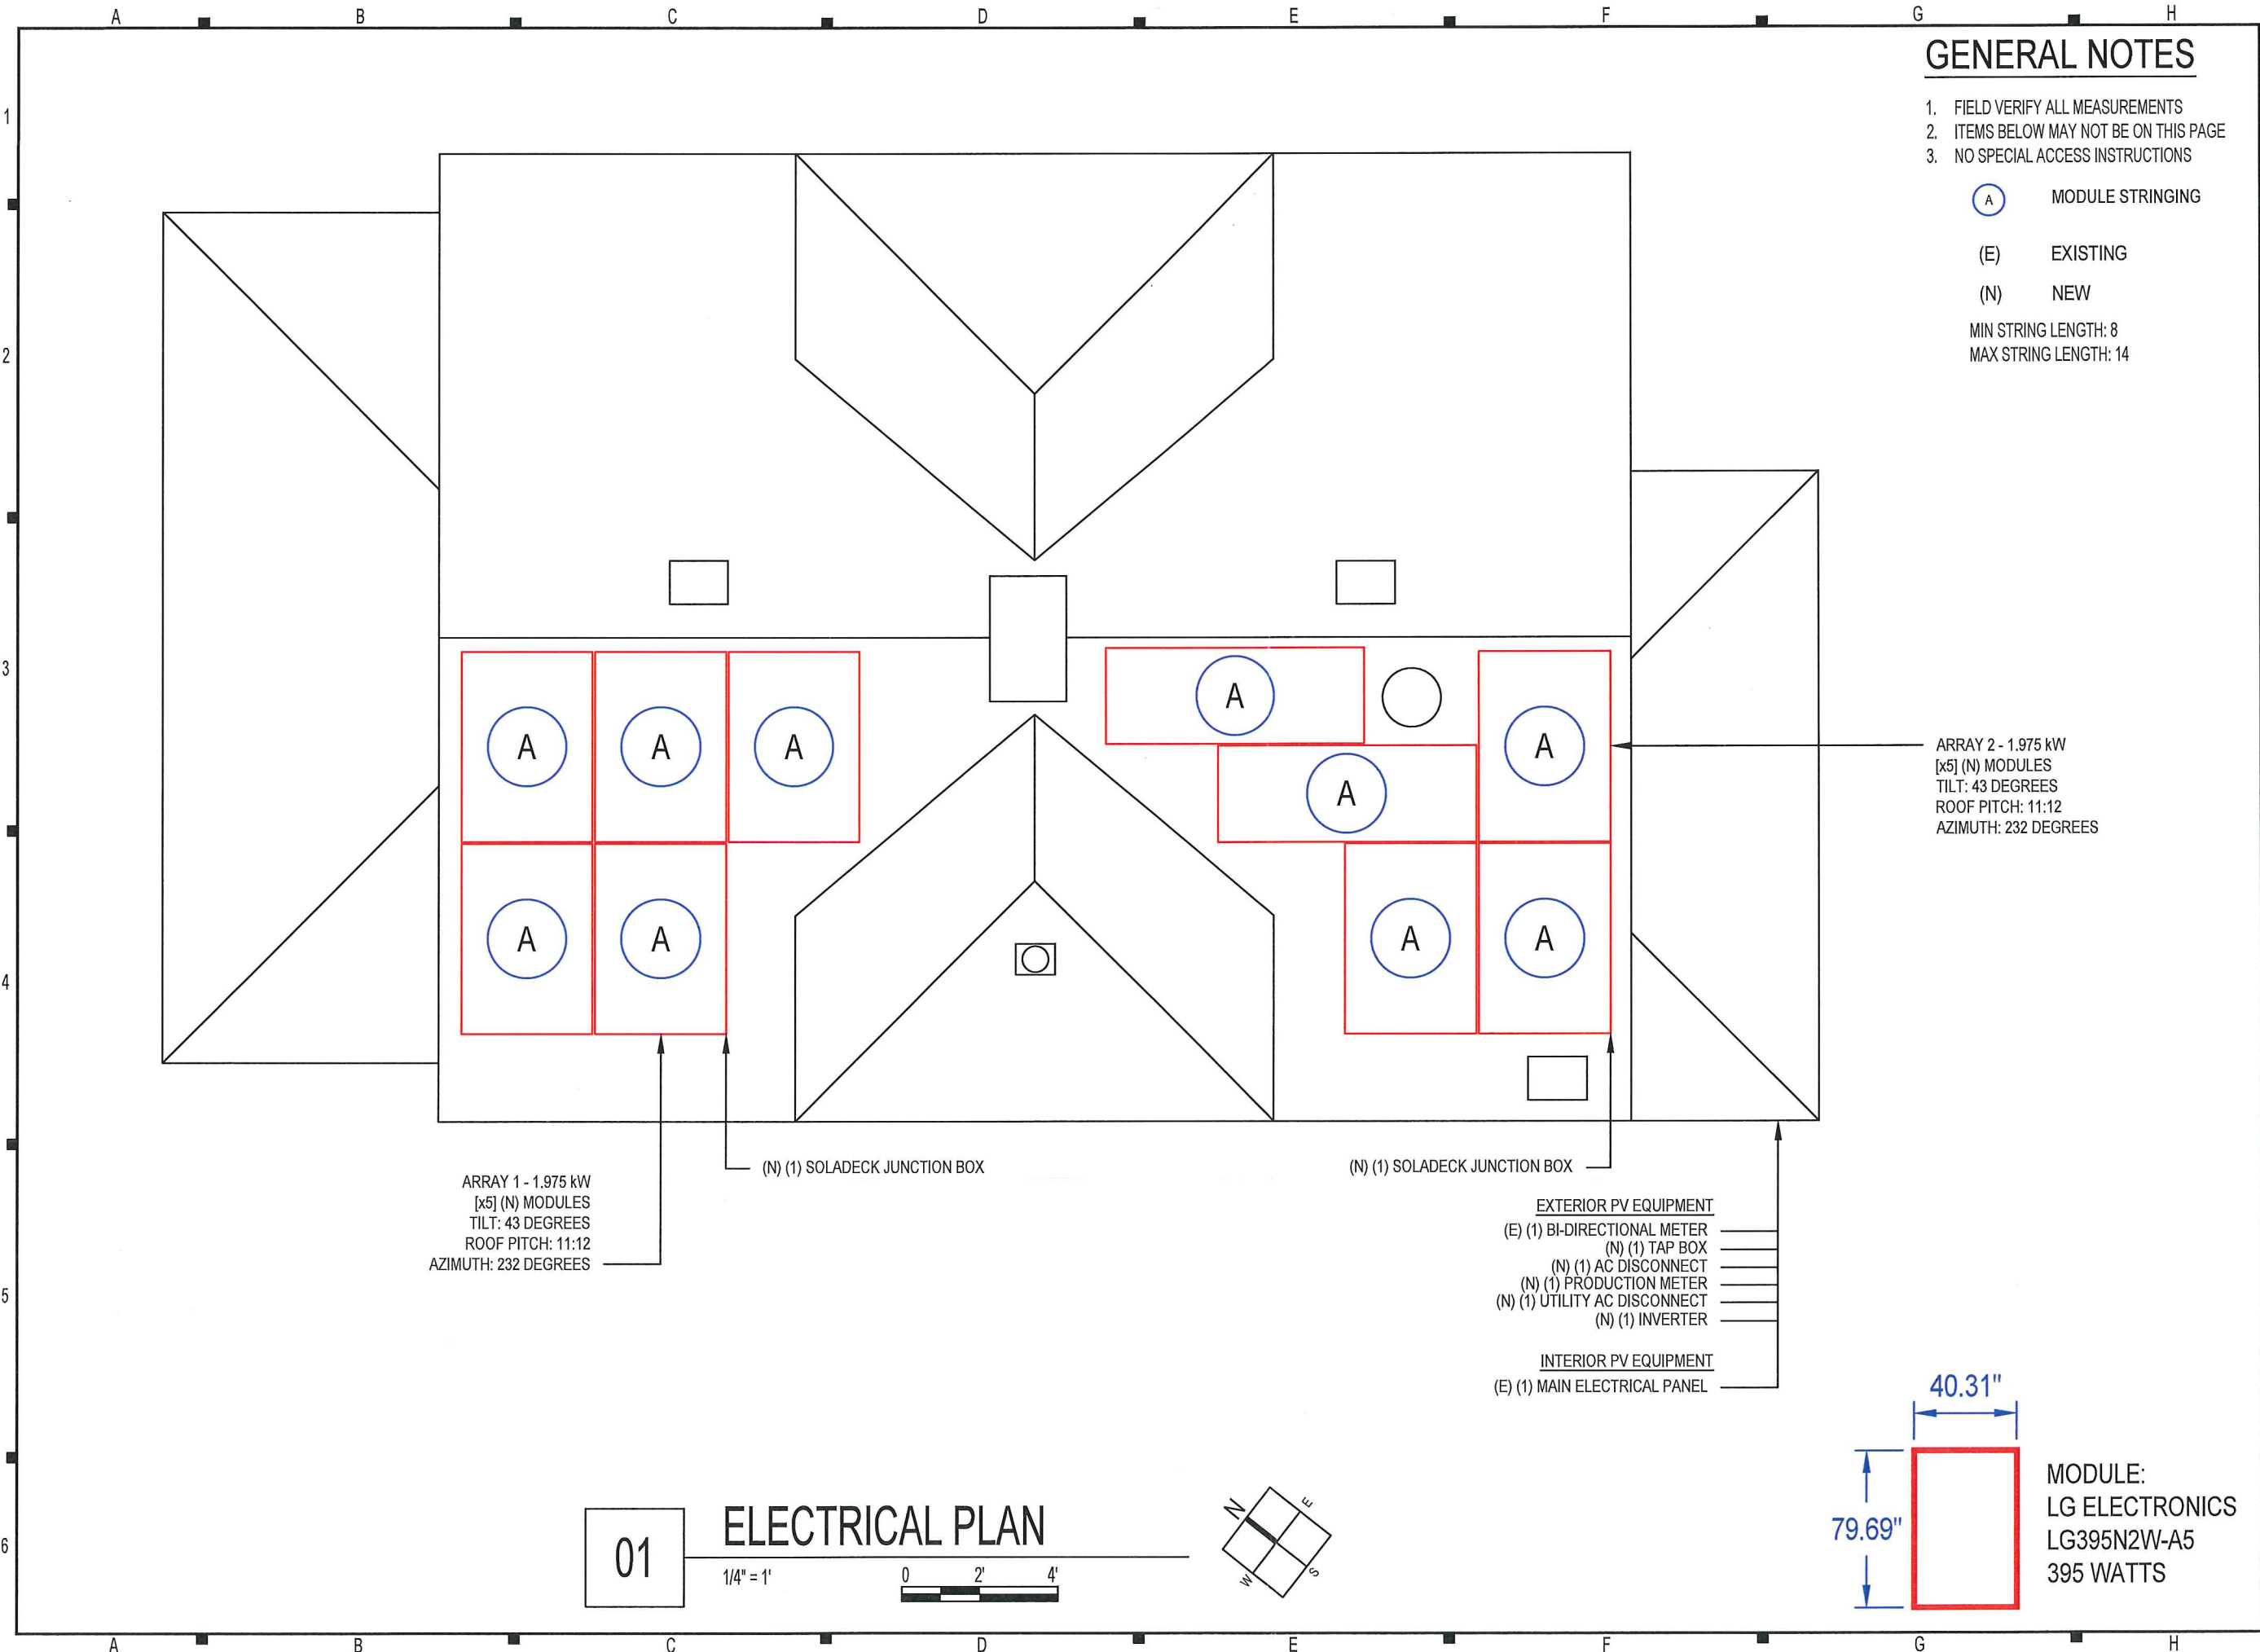 A B C D E F G H
GENERAL NOTES
1. FIELD VERIFY ALL MEASUREMENTS
2. ITEMS BELOW MAY NOT BE ON THIS PAGE
3. NO SPECIAL ACCESS INSTRUCTIONS
A MODULE STRINGING
(E) EXISTING
(N) NEW
MIN STRING LENGTH: 8
MAX STRING LENGTH: 14
1
2
3
4
5
6
A
A
A
A
A
A
A
A
A
A
ARRAY 2 - 1.975 kW
[x5] (N) MODULES
TILT: 43 DEGREES
ROOF PITCH: 11:12
AZIMUTH: 232 DEGREES
(N) (1) SOLADECK JUNCTION BOX
(N) (1) SOLADECK JUNCTION BOX
ARRAY 1 - 1.975 kW
[x5] (N) MODULES
TILT: 43 DEGREES
ROOF PITCH: 11:12
AZIMUTH: 232 DEGREES
EXTERIOR PV EQUIPMENT
(E) (1) BI-DIRECTIONAL METER
(N) (1) TAP BOX
(N) (1) AC DISCONNECT
(N) (1) PRODUCTION METER
(N) (1) UTILITY AC DISCONNECT
(N) (1) INVERTER
INTERIOR PV EQUIPMENT
(E) (1) MAIN ELECTRICAL PANEL
40.31"
79.69"
MODULE:
LG ELECTRONICS
LG395N2W-A5
395 WATTS
01
ELECTRICAL PLAN
1/4" = 1'
0 2' 4'
N E
W S
A B C D E F G H